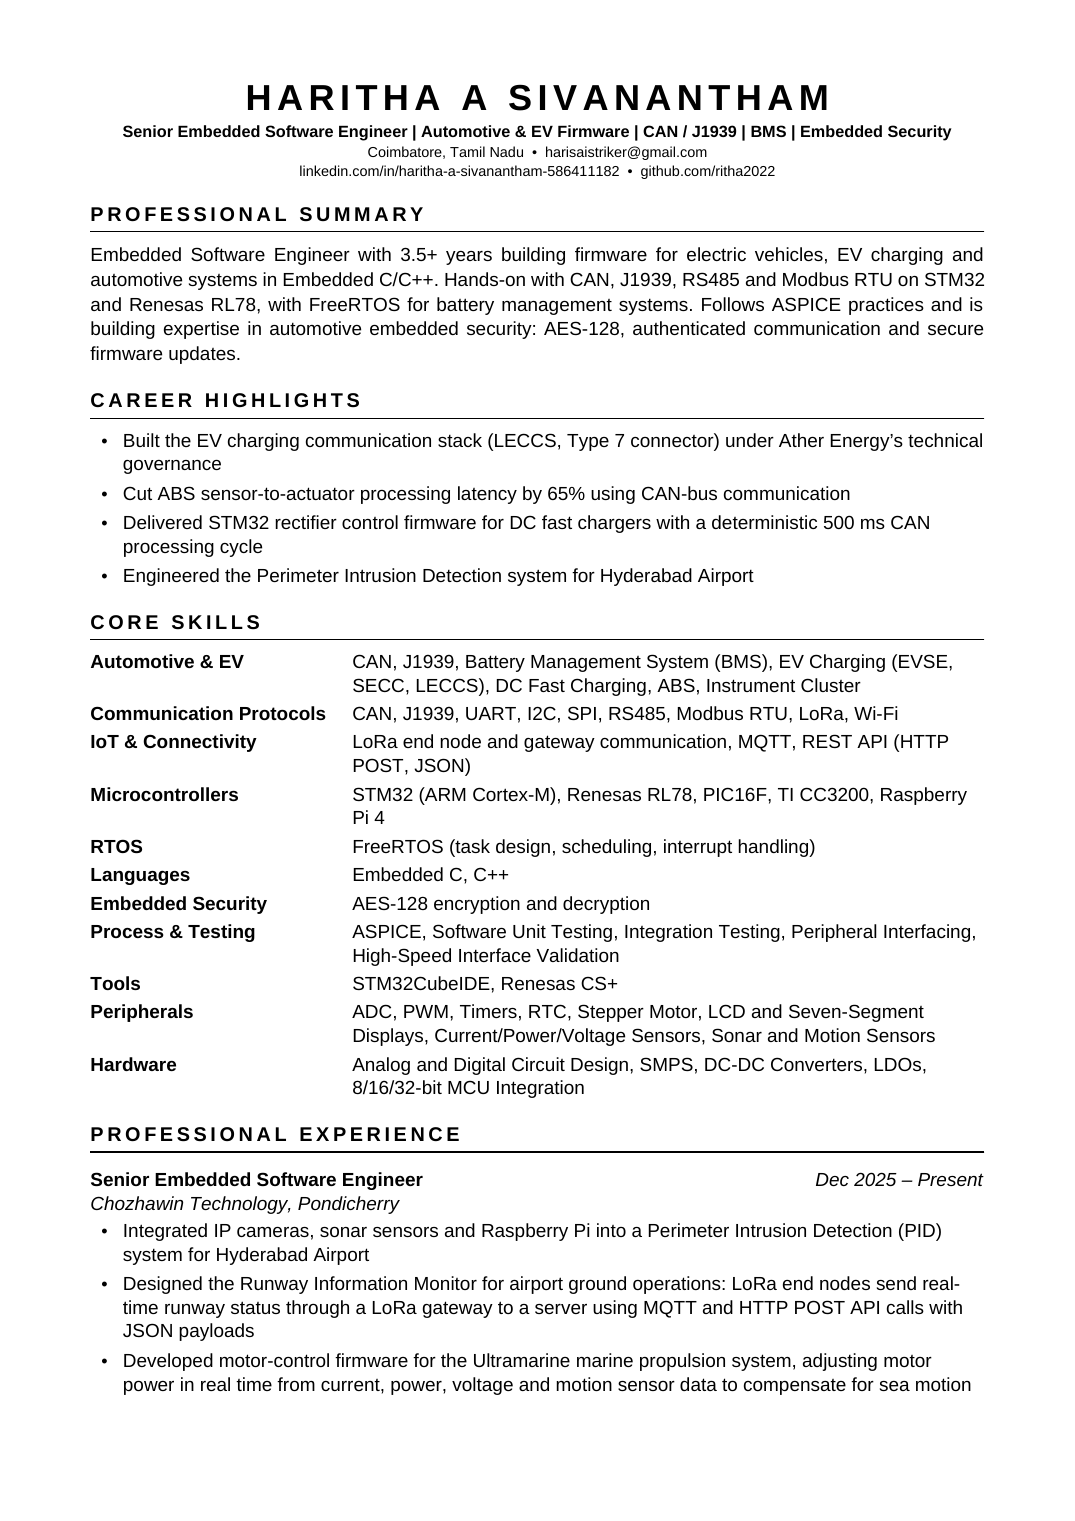 HARITHA A SIVANANTHAM
Senior Embedded Software Engineer | Automotive & EV Firmware | CAN / J1939 | BMS | Embedded Security
Coimbatore, Tamil Nadu • harisaistriker@gmail.com
linkedin.com/in/haritha-a-sivanantham-586411182 • github.com/ritha2022
PROFESSIONAL SUMMARY
Embedded Software Engineer with 3.5+ years building firmware for electric vehicles, EV charging and
automotive systems in Embedded C/C++. Hands-on with CAN, J1939, RS485 and Modbus RTU on STM32
and Renesas RL78, with FreeRTOS for battery management systems. Follows ASPICE practices and is
building expertise in automotive embedded security: AES-128, authenticated communication and secure
firmware updates.
CAREER HIGHLIGHTS
• Built the EV charging communication stack (LECCS, Type 7 connector) under Ather Energy’s technical
governance
• Cut ABS sensor-to-actuator processing latency by 65% using CAN-bus communication
• Delivered STM32 rectifier control firmware for DC fast chargers with a deterministic 500 ms CAN
processing cycle
• Engineered the Perimeter Intrusion Detection system for Hyderabad Airport
CORE SKILLS
Automotive & EV CAN, J1939, Battery Management System (BMS), EV Charging (EVSE,
SECC, LECCS), DC Fast Charging, ABS, Instrument Cluster
Communication Protocols CAN, J1939, UART, I2C, SPI, RS485, Modbus RTU, LoRa, Wi-Fi
IoT & Connectivity LoRa end node and gateway communication, MQTT, REST API (HTTP
POST, JSON)
Microcontrollers STM32 (ARM Cortex-M), Renesas RL78, PIC16F, TI CC3200, Raspberry
Pi 4
RTOS FreeRTOS (task design, scheduling, interrupt handling)
Languages Embedded C, C++
Embedded Security AES-128 encryption and decryption
Process & Testing ASPICE, Software Unit Testing, Integration Testing, Peripheral Interfacing,
High-Speed Interface Validation
Tools STM32CubeIDE, Renesas CS+
Peripherals ADC, PWM, Timers, RTC, Stepper Motor, LCD and Seven-Segment
Displays, Current/Power/Voltage Sensors, Sonar and Motion Sensors
Hardware Analog and Digital Circuit Design, SMPS, DC-DC Converters, LDOs,
8/16/32-bit MCU Integration
PROFESSIONAL EXPERIENCE
Senior Embedded Software Engineer Dec 2025 – Present
Chozhawin Technology, Pondicherry
• Integrated IP cameras, sonar sensors and Raspberry Pi into a Perimeter Intrusion Detection (PID)
system for Hyderabad Airport
• Designed the Runway Information Monitor for airport ground operations: LoRa end nodes send real-
time runway status through a LoRa gateway to a server using MQTT and HTTP POST API calls with
JSON payloads
• Developed motor-control firmware for the Ultramarine marine propulsion system, adjusting motor
power in real time from current, power, voltage and motion sensor data to compensate for sea motion